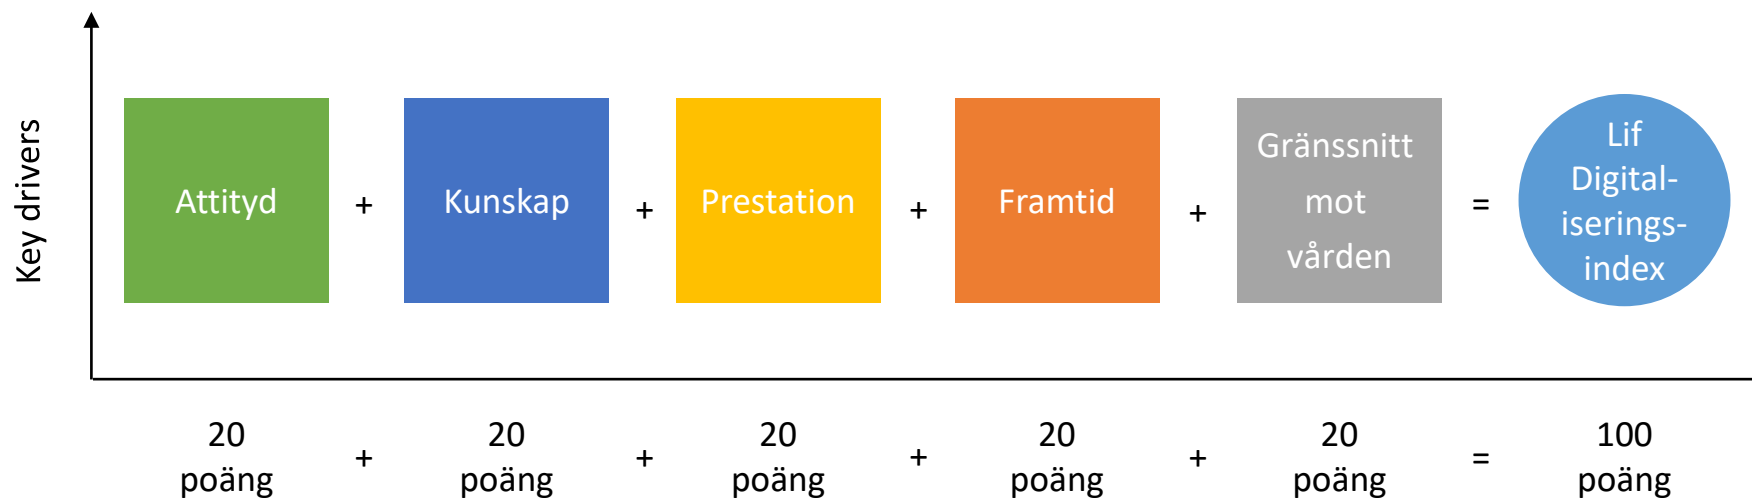 Key drivers
Attityd
+
Kunskap
+
Prestation
+
Framtid
+
Gränssnitt
mot
vården
=
Lif
Digital-
iserings-
index
20
poäng
+
20
poäng
+
20
poäng
+
20
poäng
+
20
poäng
=
100
poäng